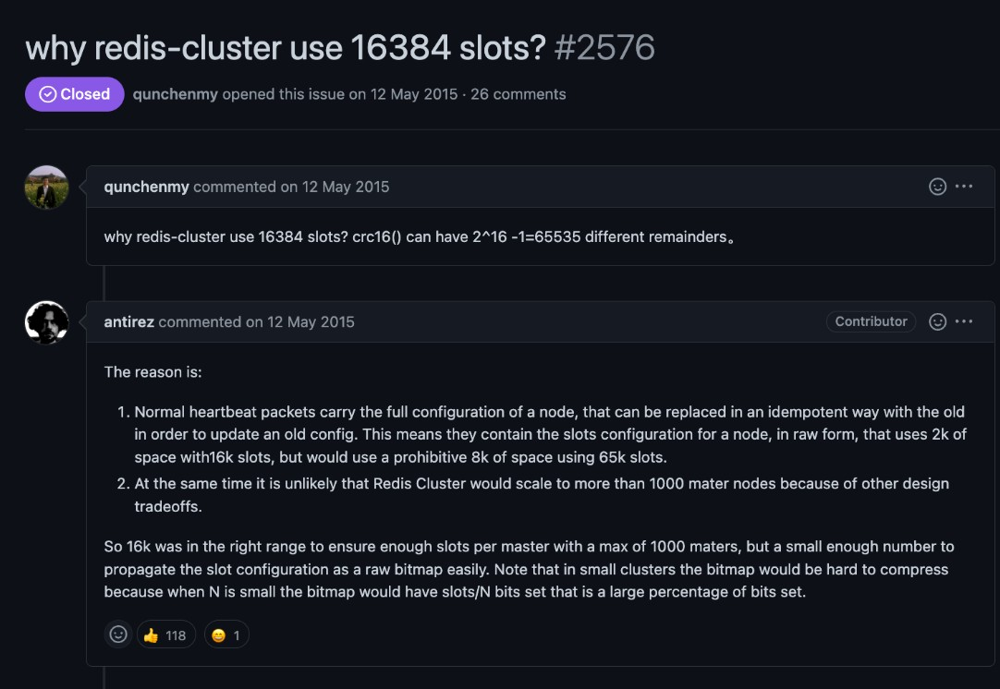 why redis-cluster use 16384 slots? #2576
Closed qunchenmy opened this issue on 12 May 2015 · 26 comments
qunchenmy commented on 12 May 2015
why redis-cluster use 16384 slots? crc16() can have 2^16 -1=65535 different remainders。
antirez commented on 12 May 2015 Contributor
The reason is:
1. Normal heartbeat packets carry the full configuration of a node, that can be replaced in an idempotent way with the old
in order to update an old config. This means they contain the slots configuration for a node, in raw form, that uses 2k of
space with16k slots, but would use a prohibitive 8k of space using 65k slots.
2. At the same time it is unlikely that Redis Cluster would scale to more than 1000 mater nodes because of other design
tradeoffs.
So 16k was in the right range to ensure enough slots per master with a max of 1000 maters, but a small enough number to
propagate the slot configuration as a raw bitmap easily. Note that in small clusters the bitmap would be hard to compress
because when N is small the bitmap would have slots/N bits set that is a large percentage of bits set.
👍 118 😄 1